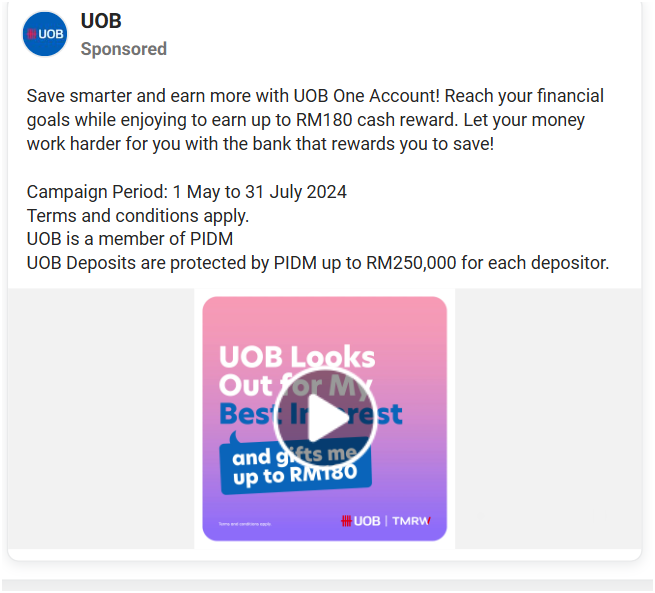 UOB
UOB
Sponsored
Save smarter and earn more with UOB One Account! Reach your financial
goals while enjoying to earn up to RM180 cash reward. Let your money
work harder for you with the bank that rewards you to save!
Campaign Period: 1 May to 31 July 2024
Terms and conditions apply.
UOB is a member of PIDM
UOB Deposits are protected by PIDM up to RM250,000 for each depositor.
UOB Looks
Out for My
Best Interest
and gifts me
up to RM180
Terms and conditions apply.
UOB | TMRW